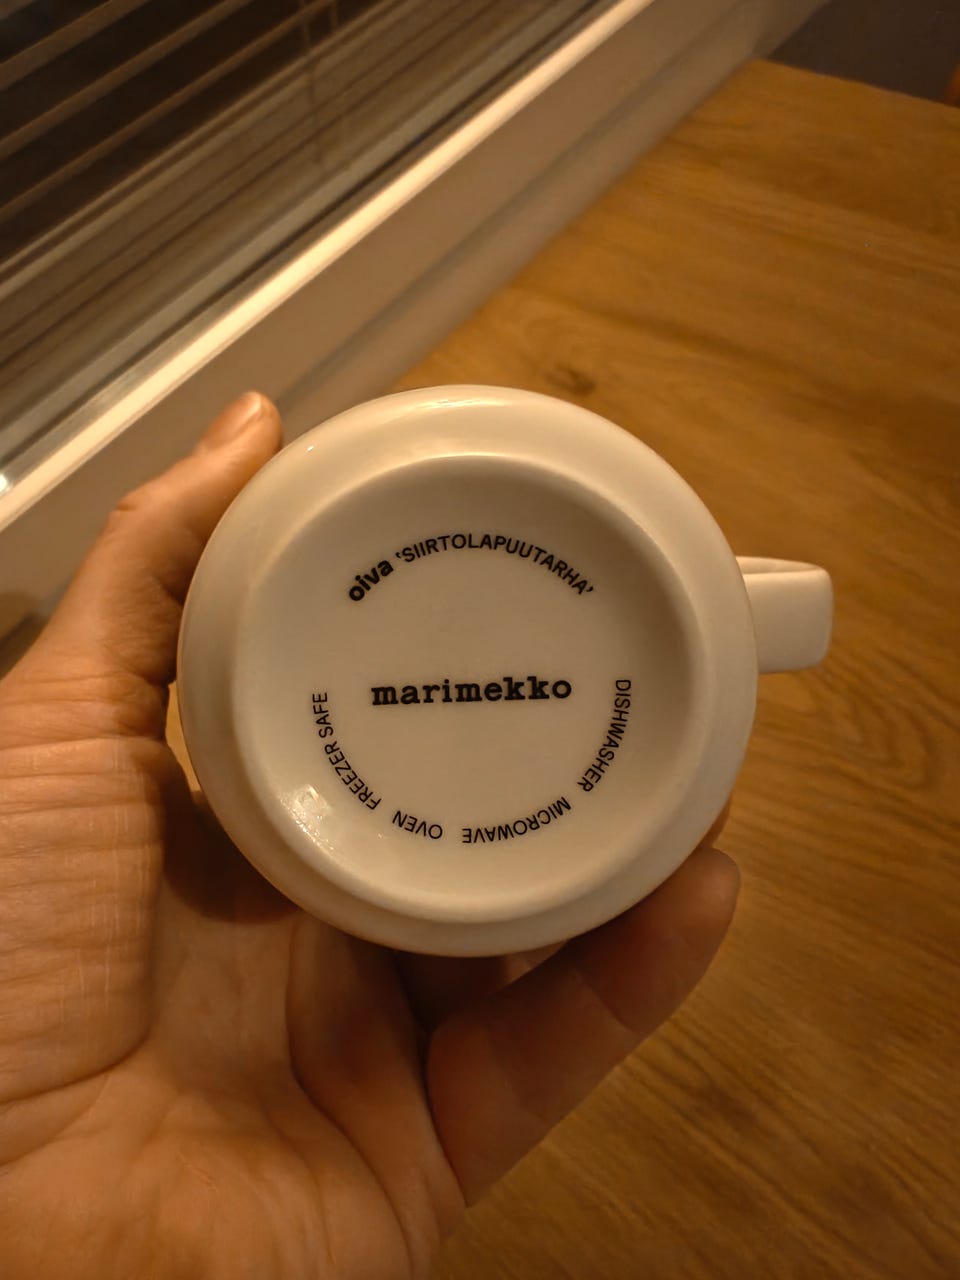 oiva ‘SIIRTOLAPUUTARHA’
marimekko
DISHWASHER MICROWAVE OVEN FREEZER SAFE